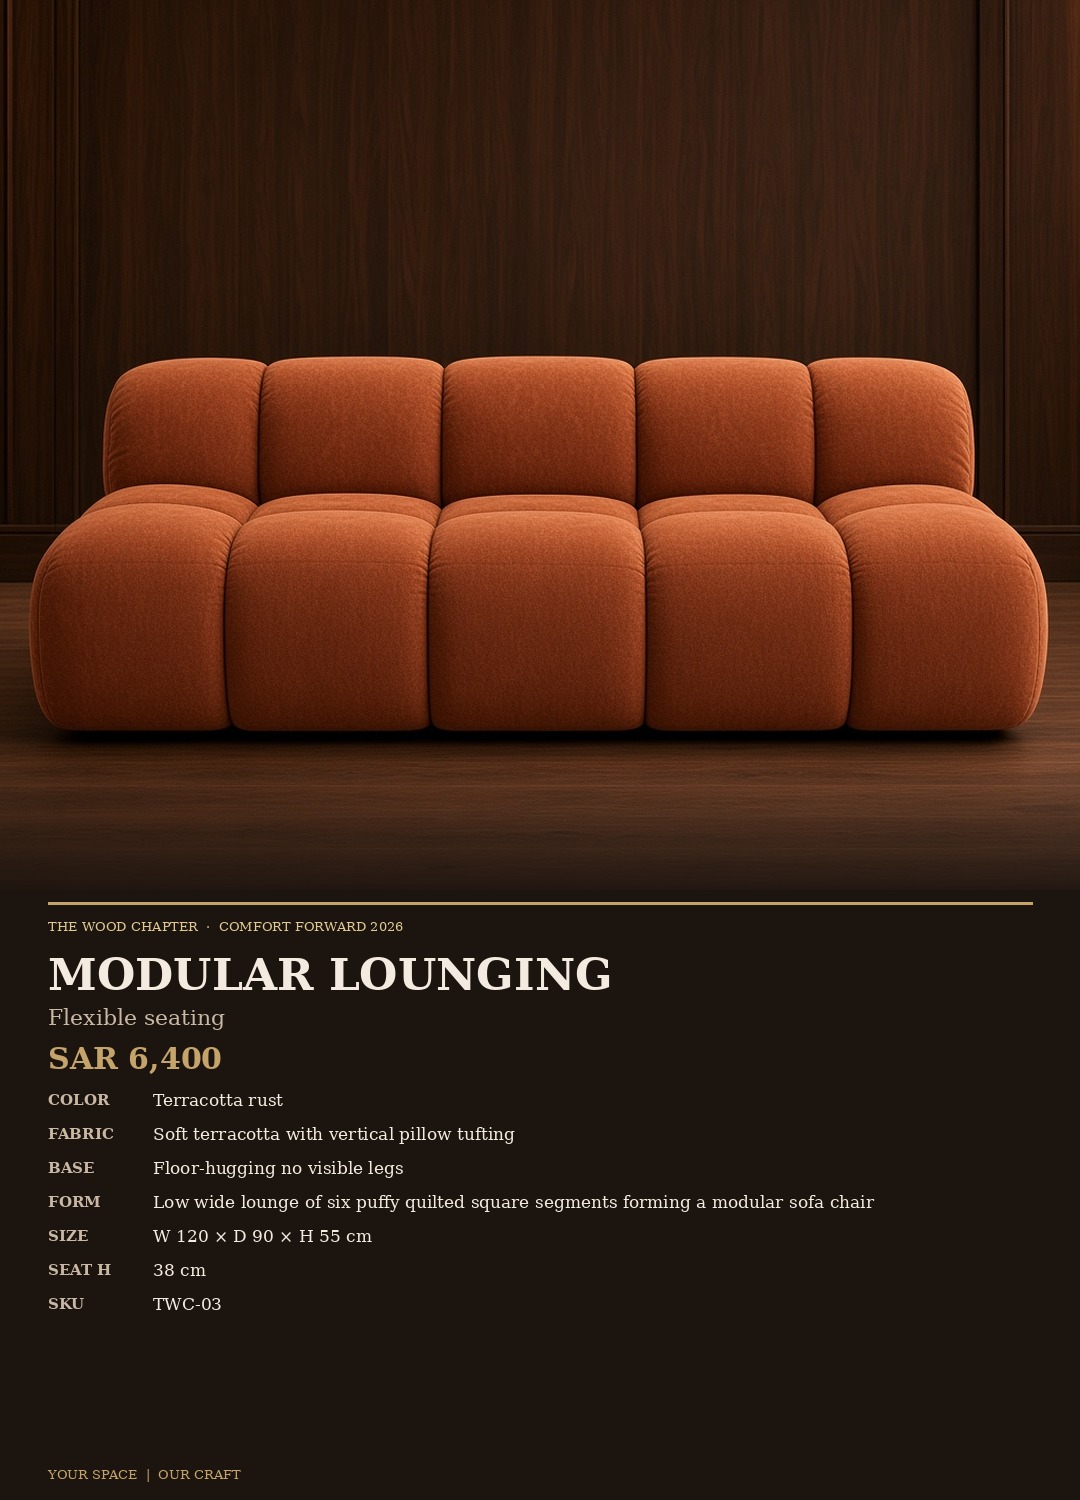 THE WOOD CHAPTER · COMFORT FORWARD 2026
MODULAR LOUNGING
Flexible seating
SAR 6,400
COLOR Terracotta rust
FABRIC Soft terracotta with vertical pillow tufting
BASE Floor-hugging no visible legs
FORM Low wide lounge of six puffy quilted square segments forming a modular sofa chair
SIZE W 120 × D 90 × H 55 cm
SEAT H 38 cm
SKU TWC-03
YOUR SPACE | OUR CRAFT